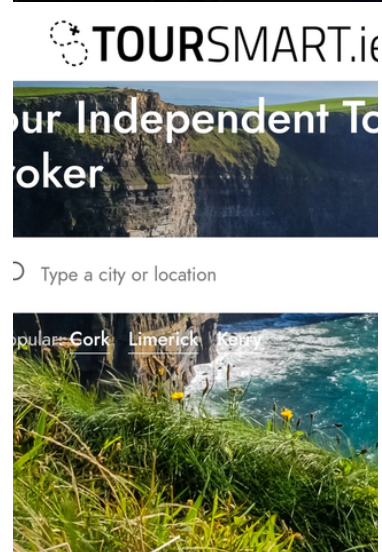 TOURSMART.ie
our Independent To
roker
Type a city or location
opular: Cork Limerick Kerry